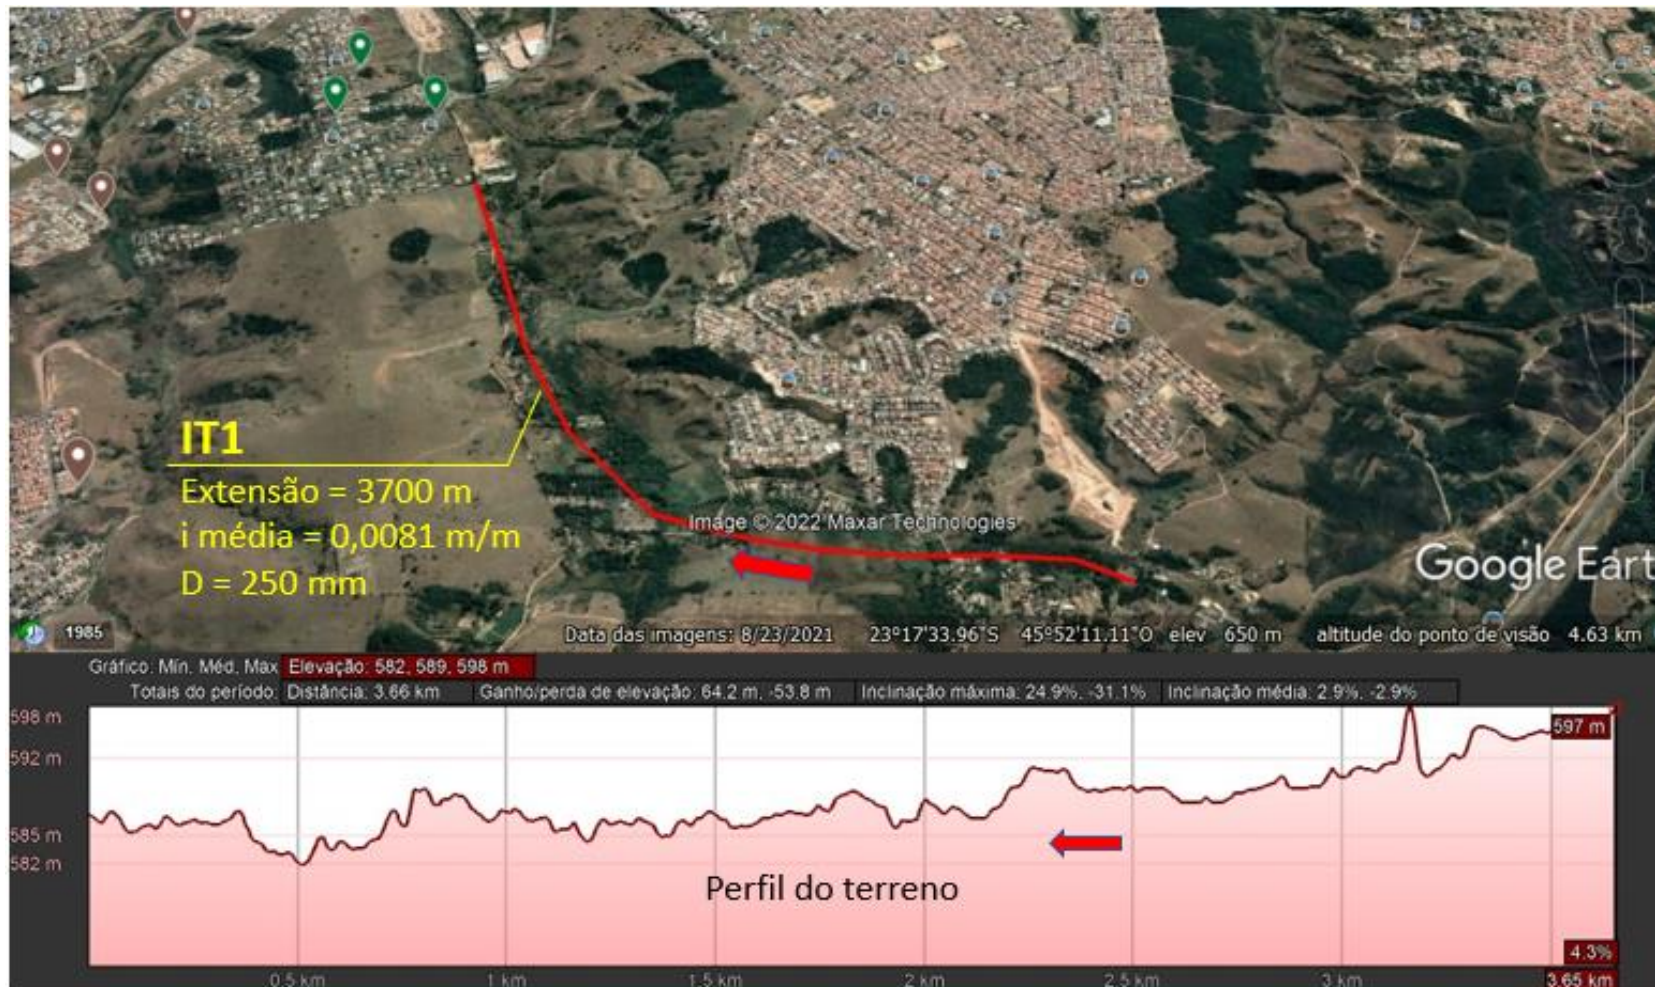 IT1
Extensão = 3700 m
i média = 0,0081 m/m
D = 250 mm
Image © 2022 Maxar Technologies
Google Eart
1985
Data das imagens: 8/23/2021 23°17'33.96"S 45°52'11.11"O elev 650 m altitude do ponto de visão 4.63 km
Gráfico: Mín. Méd, Máx Elevação: 582, 589, 598 m
Totais do período: Distância: 3.66 km Ganho/perda de elevação: 64.2 m, -53.8 m Inclinação máxima: 24.9%, -31.1% Inclinação média: 2.9%, -2.9%
598 m
597 m
592 m
585 m
582 m
Perfil do terreno
4.3%
0.5 km 1 km 1.5 km 2 km 2.5 km 3 km 3.65 km